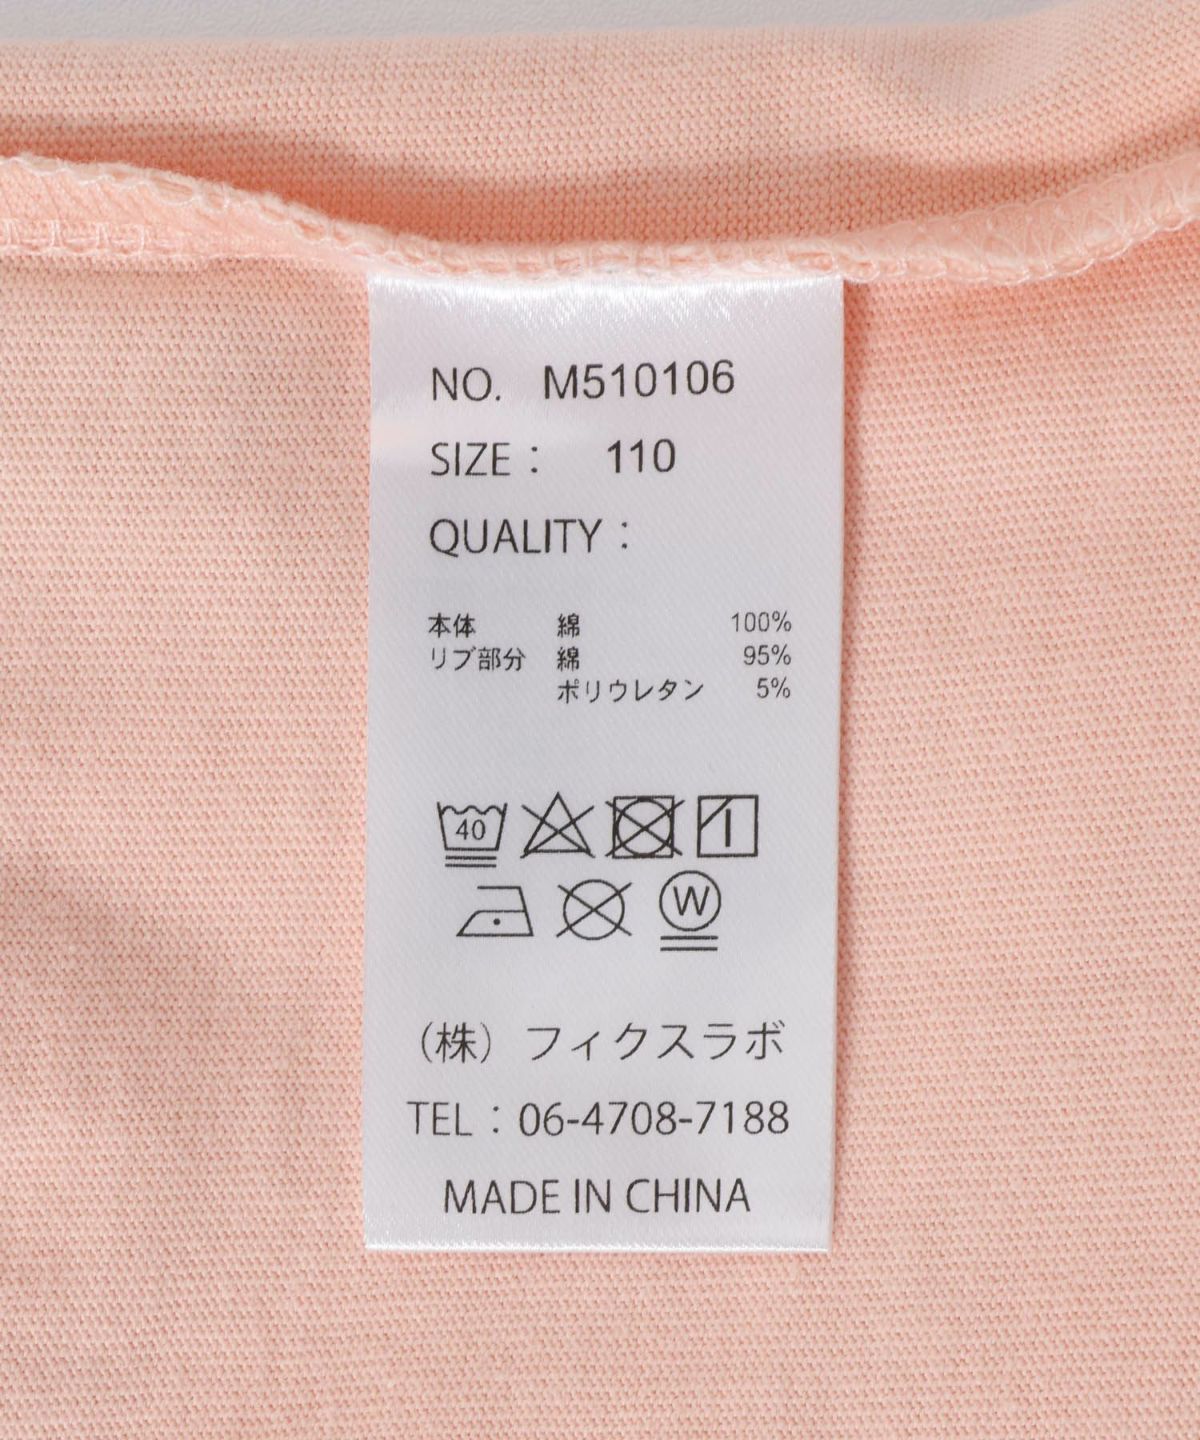 NO. M510106
SIZE : 110
QUALITY :
本体 綿 100%
リブ部分 綿 95%
ポリウレタン 5%
40
W
（株）フィクスラボ
TEL : 06-4708-7188
MADE IN CHINA